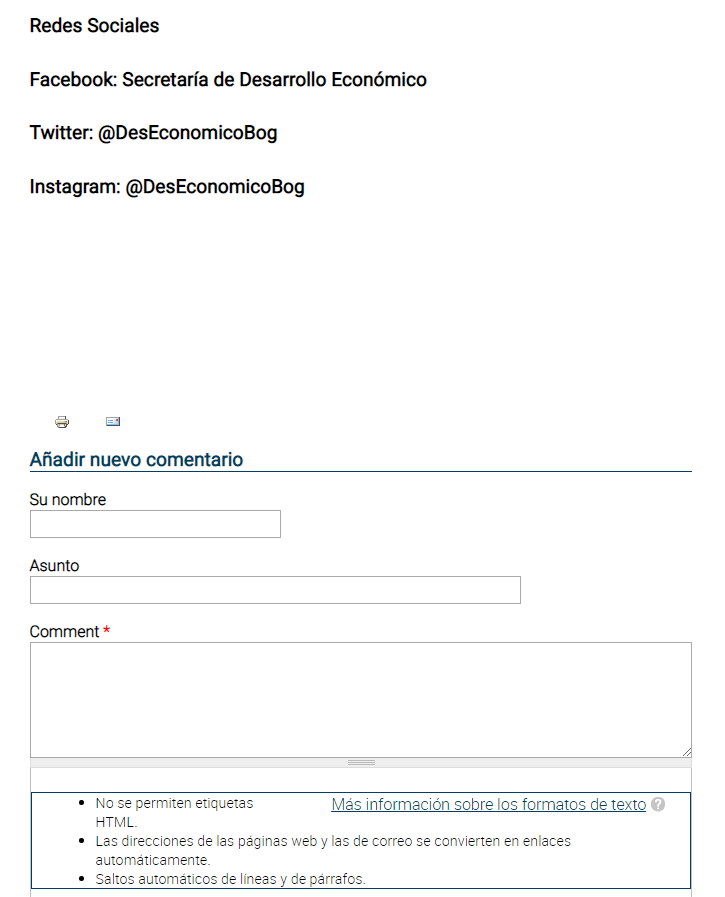 Redes Sociales
Facebook: Secretaría de Desarrollo Económico
Twitter: @DesEconomicoBog
Instagram: @DesEconomicoBog
Añadir nuevo comentario
Su nombre
Asunto
Comment *
Más información sobre los formatos de texto ?
No se permiten etiquetas
HTML.
Las direcciones de las páginas web y las de correo se convierten en enlaces
automáticamente.
Saltos automáticos de líneas y de párrafos.